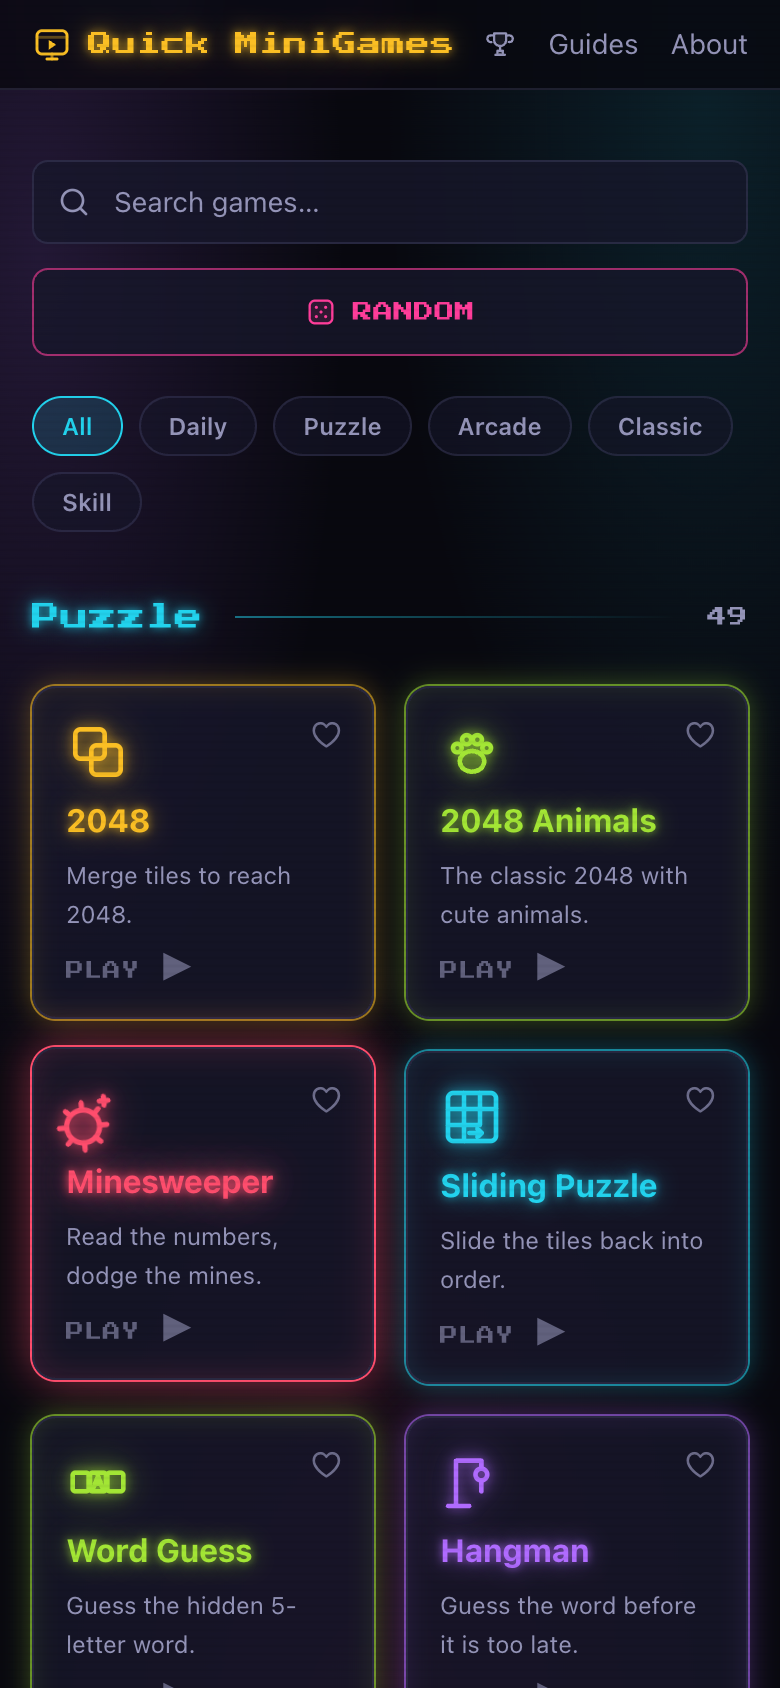 Quick MiniGames
Guides
About
Search games...
RANDOM
All
Daily
Puzzle
Arcade
Classic
Skill
Puzzle
49
2048
Merge tiles to reach
2048.
PLAY
2048 Animals
The classic 2048 with
cute animals.
PLAY
Minesweeper
Read the numbers,
dodge the mines.
PLAY
Sliding Puzzle
Slide the tiles back into
order.
PLAY
Word Guess
Guess the hidden 5-
letter word.
Hangman
Guess the word before
it is too late.